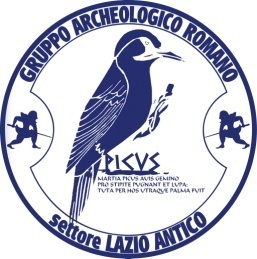 GRUPPO ARCHEOLOGICO ROMANO
PICVS
MARTIA PICUS AVIS GEMINO
PRO STIPITE PUGNANT ET LUPA:
TUTA PER HOS UTRAQUE PALMA FUIT
settore LAZIO ANTICO